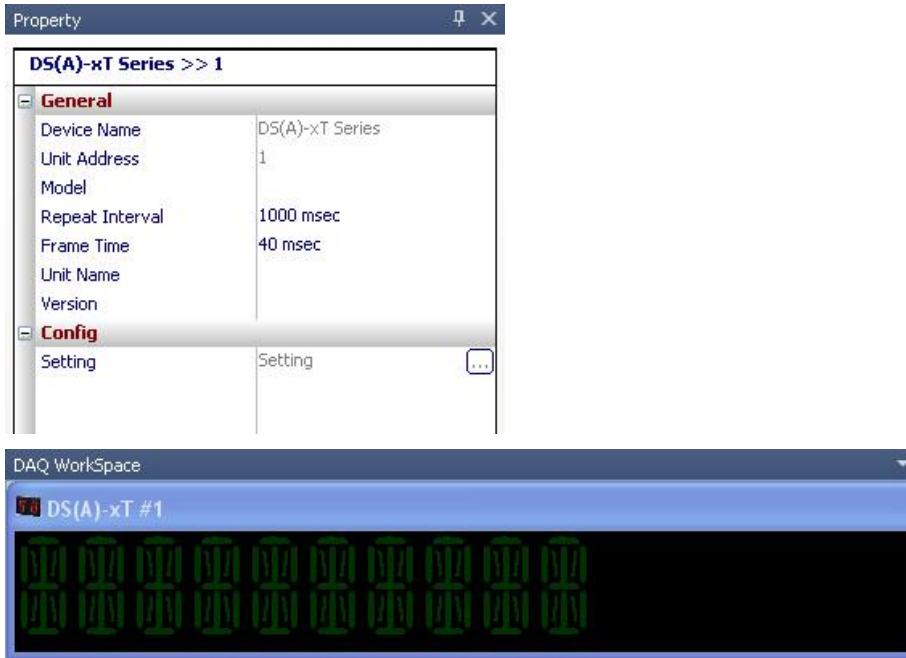 Property
DS(A)-xT Series >> 1
General
Device Name DS(A)-xT Series
Unit Address 1
Model
Repeat Interval 1000 msec
Frame Time 40 msec
Unit Name
Version
Config
Setting Setting ...
DAQ WorkSpace
DS(A)-xT #1